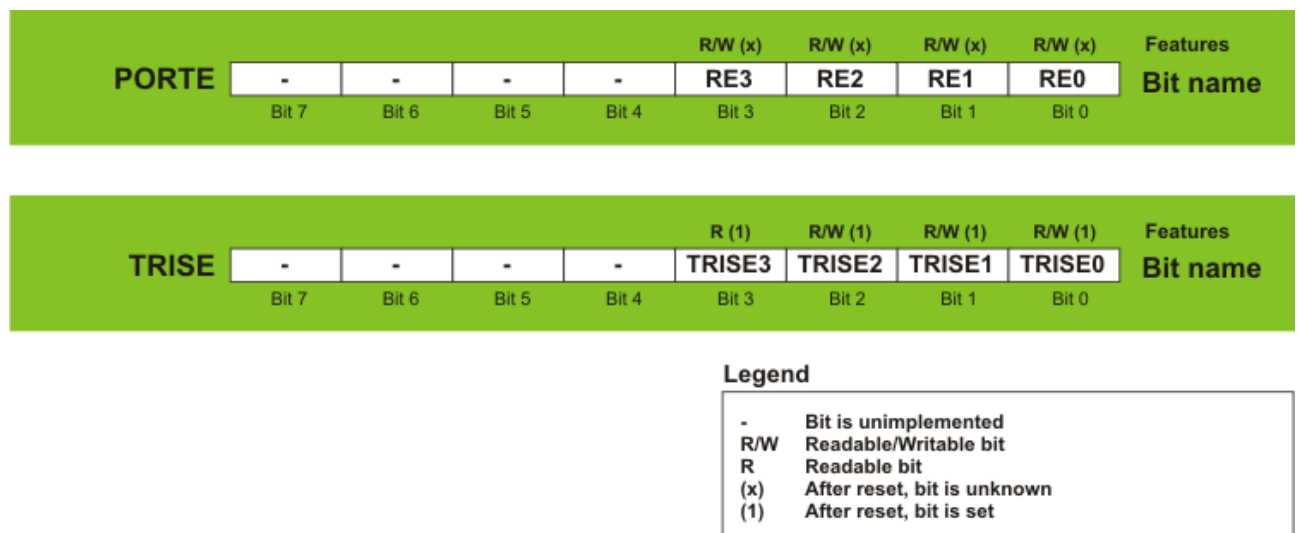 R/W (x) R/W (x) R/W (x) R/W (x) Features
PORTE - - - - RE3 RE2 RE1 RE0 Bit name
Bit 7 Bit 6 Bit 5 Bit 4 Bit 3 Bit 2 Bit 1 Bit 0
R (1) R/W (1) R/W (1) R/W (1) Features
TRISE - - - - TRISE3 TRISE2 TRISE1 TRISE0 Bit name
Bit 7 Bit 6 Bit 5 Bit 4 Bit 3 Bit 2 Bit 1 Bit 0
Legend
- Bit is unimplemented
R/W Readable/Writable bit
R Readable bit
(x) After reset, bit is unknown
(1) After reset, bit is set